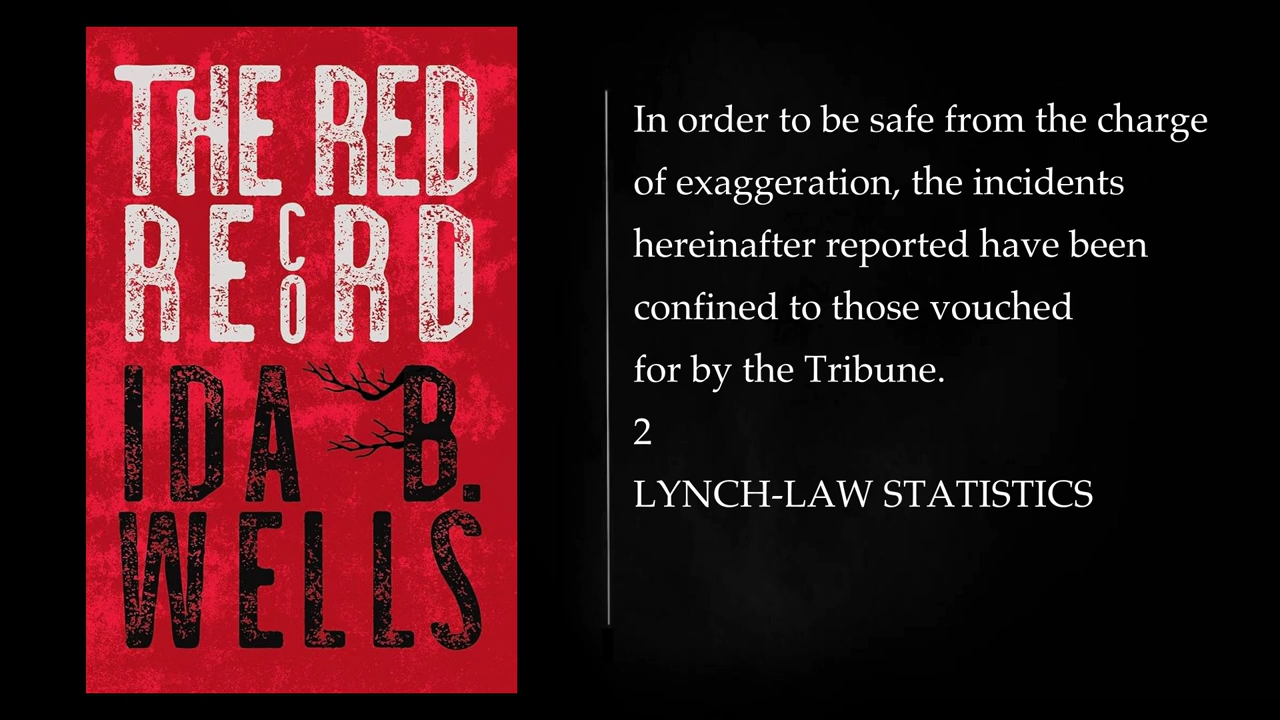 THE RED
RECORD
IDA B.
WELLS
In order to be safe from the charge
of exaggeration, the incidents
hereinafter reported have been
confined to those vouched
for by the Tribune.
2
LYNCH-LAW STATISTICS